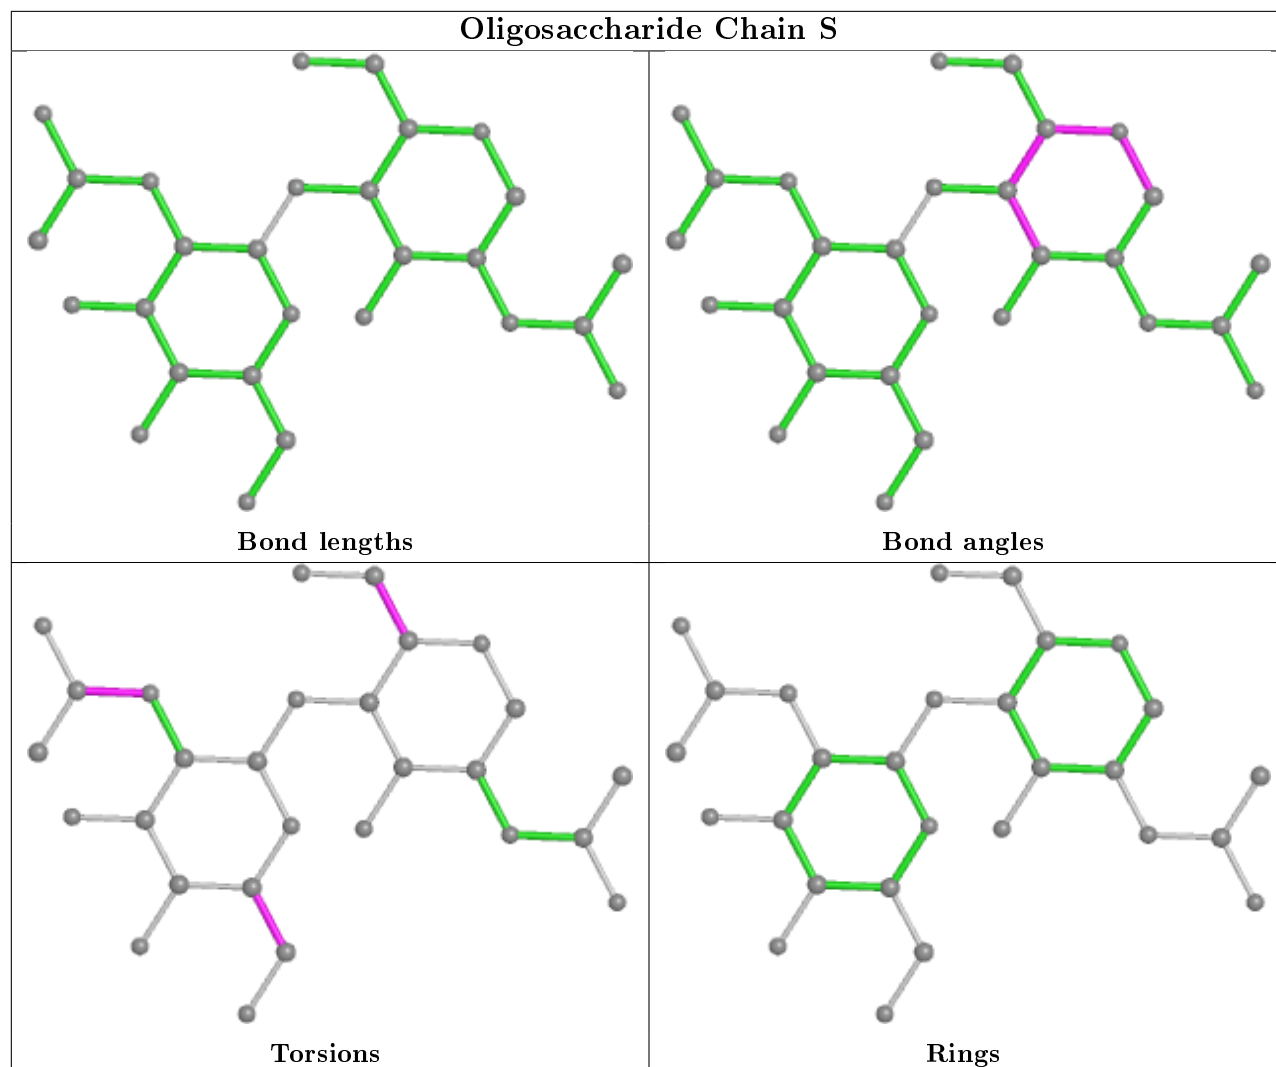 Oligosaccharide Chain S
Bond lengths
Bond angles
Torsions
Rings